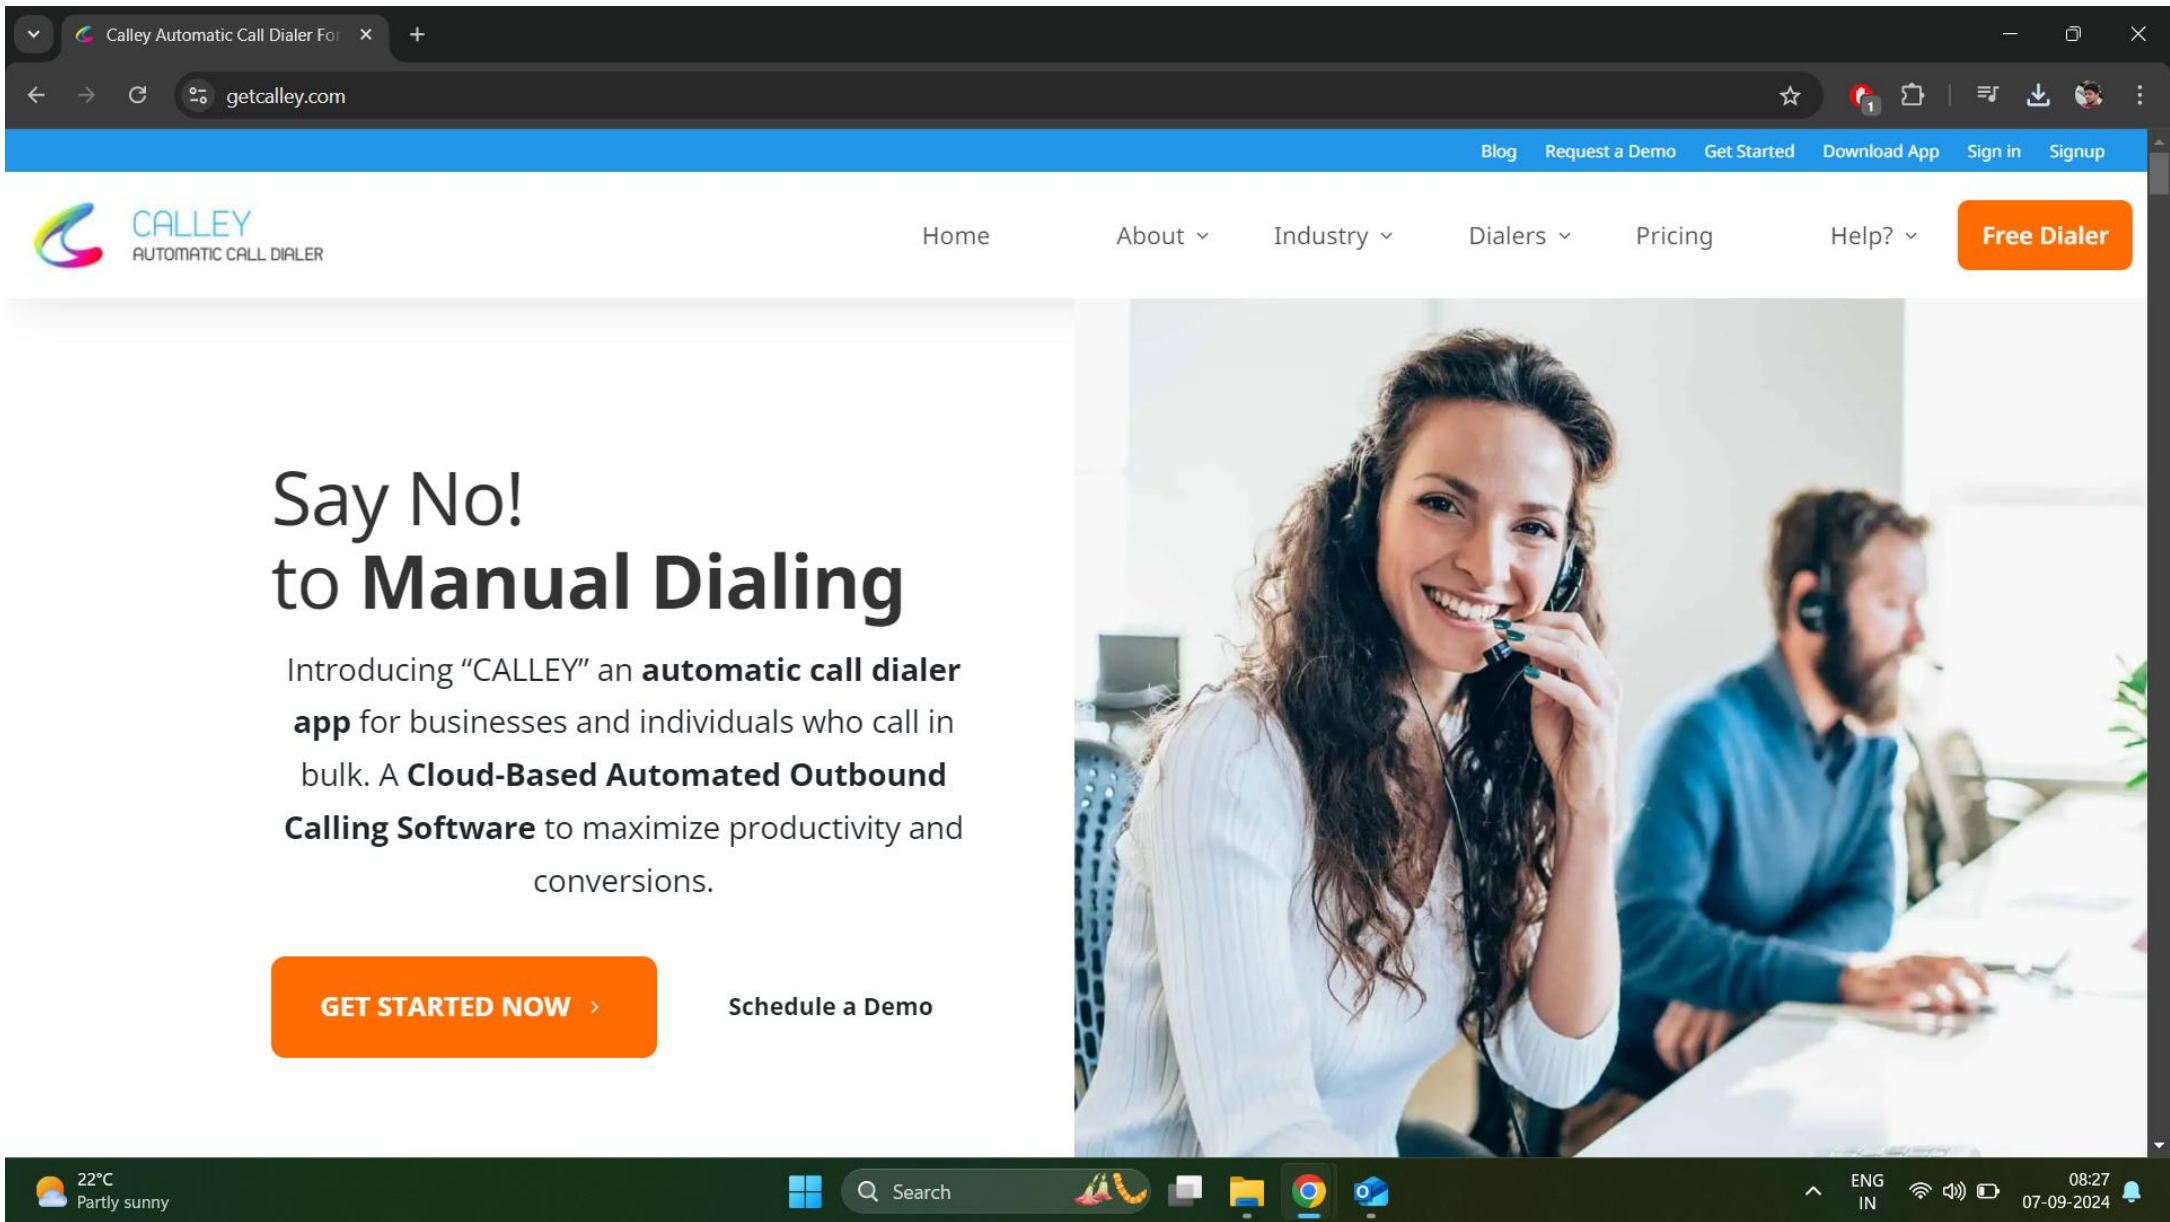 Calley Automatic Call Dialer For
getcalley.com
1
Blog Request a Demo Get Started Download App Sign in Signup
CALLEY
AUTOMATIC CALL DIALER
Home About Industry Dialers Pricing Help? Free Dialer
Say No!
to Manual Dialing
Introducing “CALLEY” an automatic call dialer
app for businesses and individuals who call in
bulk. A Cloud-Based Automated Outbound
Calling Software to maximize productivity and
conversions.
GET STARTED NOW
Schedule a Demo
22°C
Partly sunny
Search
ENG
IN
08:27
07-09-2024